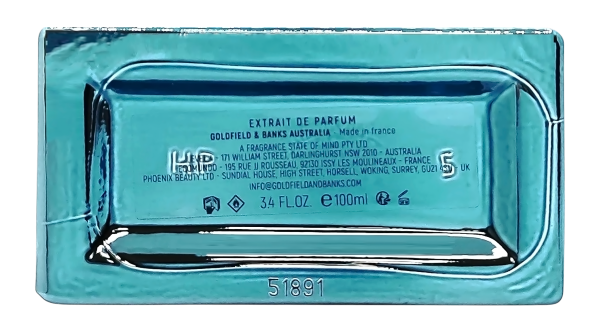 EXTRAIT DE PARFUM
GOLDFIELD & BANKS AUSTRALIA - Made in france
A FRAGRANCE STATE OF MIND PTY LTD
171 WILLIAM STREET, DARLINGHURST NSW 2010 - AUSTRALIA
HP
5
- 195 RUE JJ ROUSSEAU, 92130 ISSY LES MOULINEAUX - FRANCE
PHOENIX BEAUTY LTD - SUNDIAL HOUSE, HIGH STREET, HORSELL, WOKING, SURREY, GU21 UK
INFO@GOLDFIELDANDBANKS.COM
3.4 FL.OZ. ℮100ml
51891